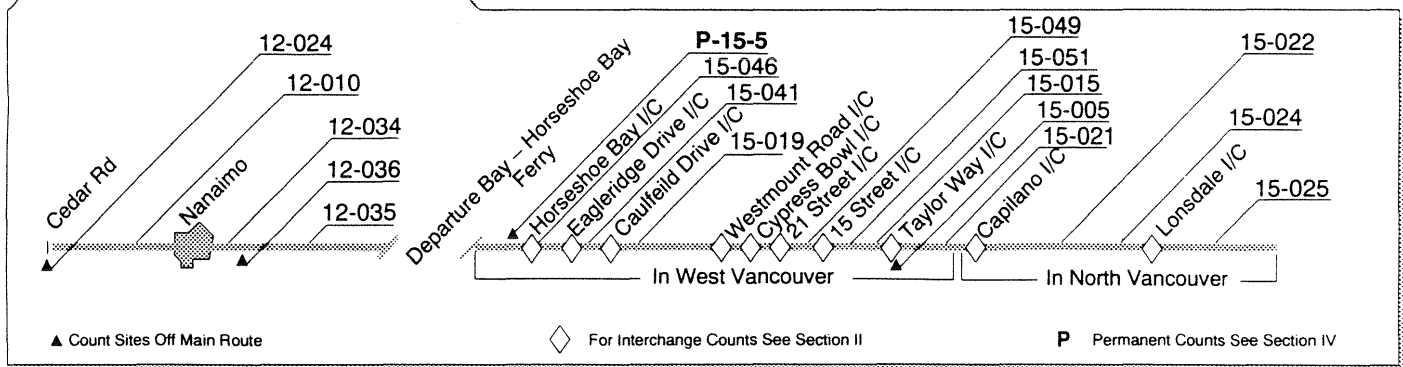 12-024
12-010
12-034
12-036
12-035
Cedar Rd
Nanaimo
Departure Bay – Horseshoe Bay
Ferry
P-15-5
15-046
15-041
15-019
Horseshoe Bay I/C
Eagleridge Drive I/C
Caulfeild Drive I/C
Westmount Road I/C
Cypress Bowl I/C
21 Street I/C
15 Street I/C
Taylor Way I/C
Capilano I/C
Lonsdale I/C
15-049
15-051
15-015
15-005
15-021
15-022
15-024
15-025
In West Vancouver
In North Vancouver
Count Sites Off Main Route
For Interchange Counts See Section II
P Permanent Counts See Section IV